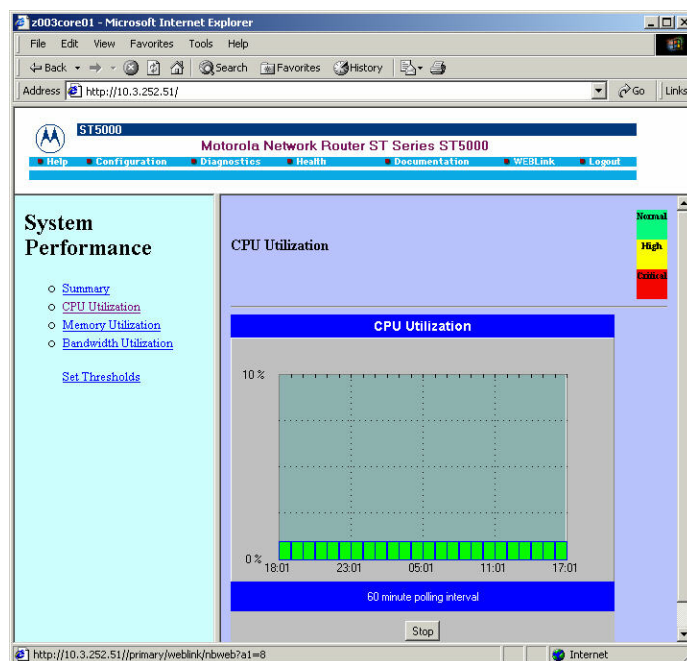 z003core01 - Microsoft Internet Explorer
File Edit View Favorites Tools Help
Back Search Favorites History
Address http://10.3.252.51/ Go Links
ST5000
Motorola Network Router ST Series ST5000
Help Configuration Diagnostics Health Documentation WEBLink Logout
System
Performance
Summary
CPU Utilization
Memory Utilization
Bandwidth Utilization
Set Thresholds
CPU Utilization
Normal
High
Critical
CPU Utilization
10 %
0 %
18:01 23:01 05:01 11:01 17:01
60 minute polling interval
Stop
http://10.3.252.51//primary/weblink/nbweb?a1=8 Internet